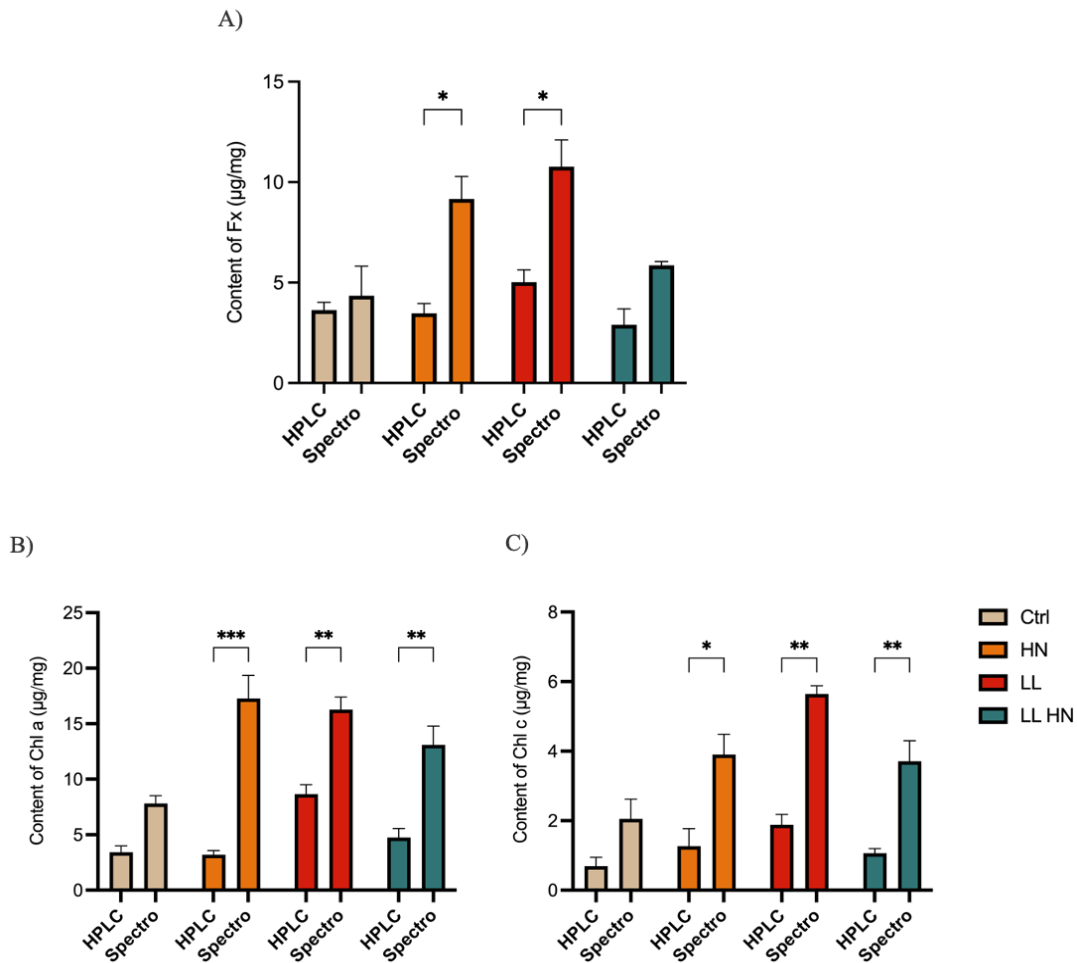 A)
Content of Fx (µg/mg)
15
10
5
0
* *
HPLC Spectro HPLC Spectro HPLC Spectro HPLC Spectro
B)
Content of Chl a (µg/mg)
25
20
15
10
5
0
*** ** **
HPLC Spectro HPLC Spectro HPLC Spectro HPLC Spectro
C)
Content of Chl c (µg/mg)
8
6
4
2
0
* ** **
HPLC Spectro HPLC Spectro HPLC Spectro HPLC Spectro
Ctrl
HN
LL
LL HN